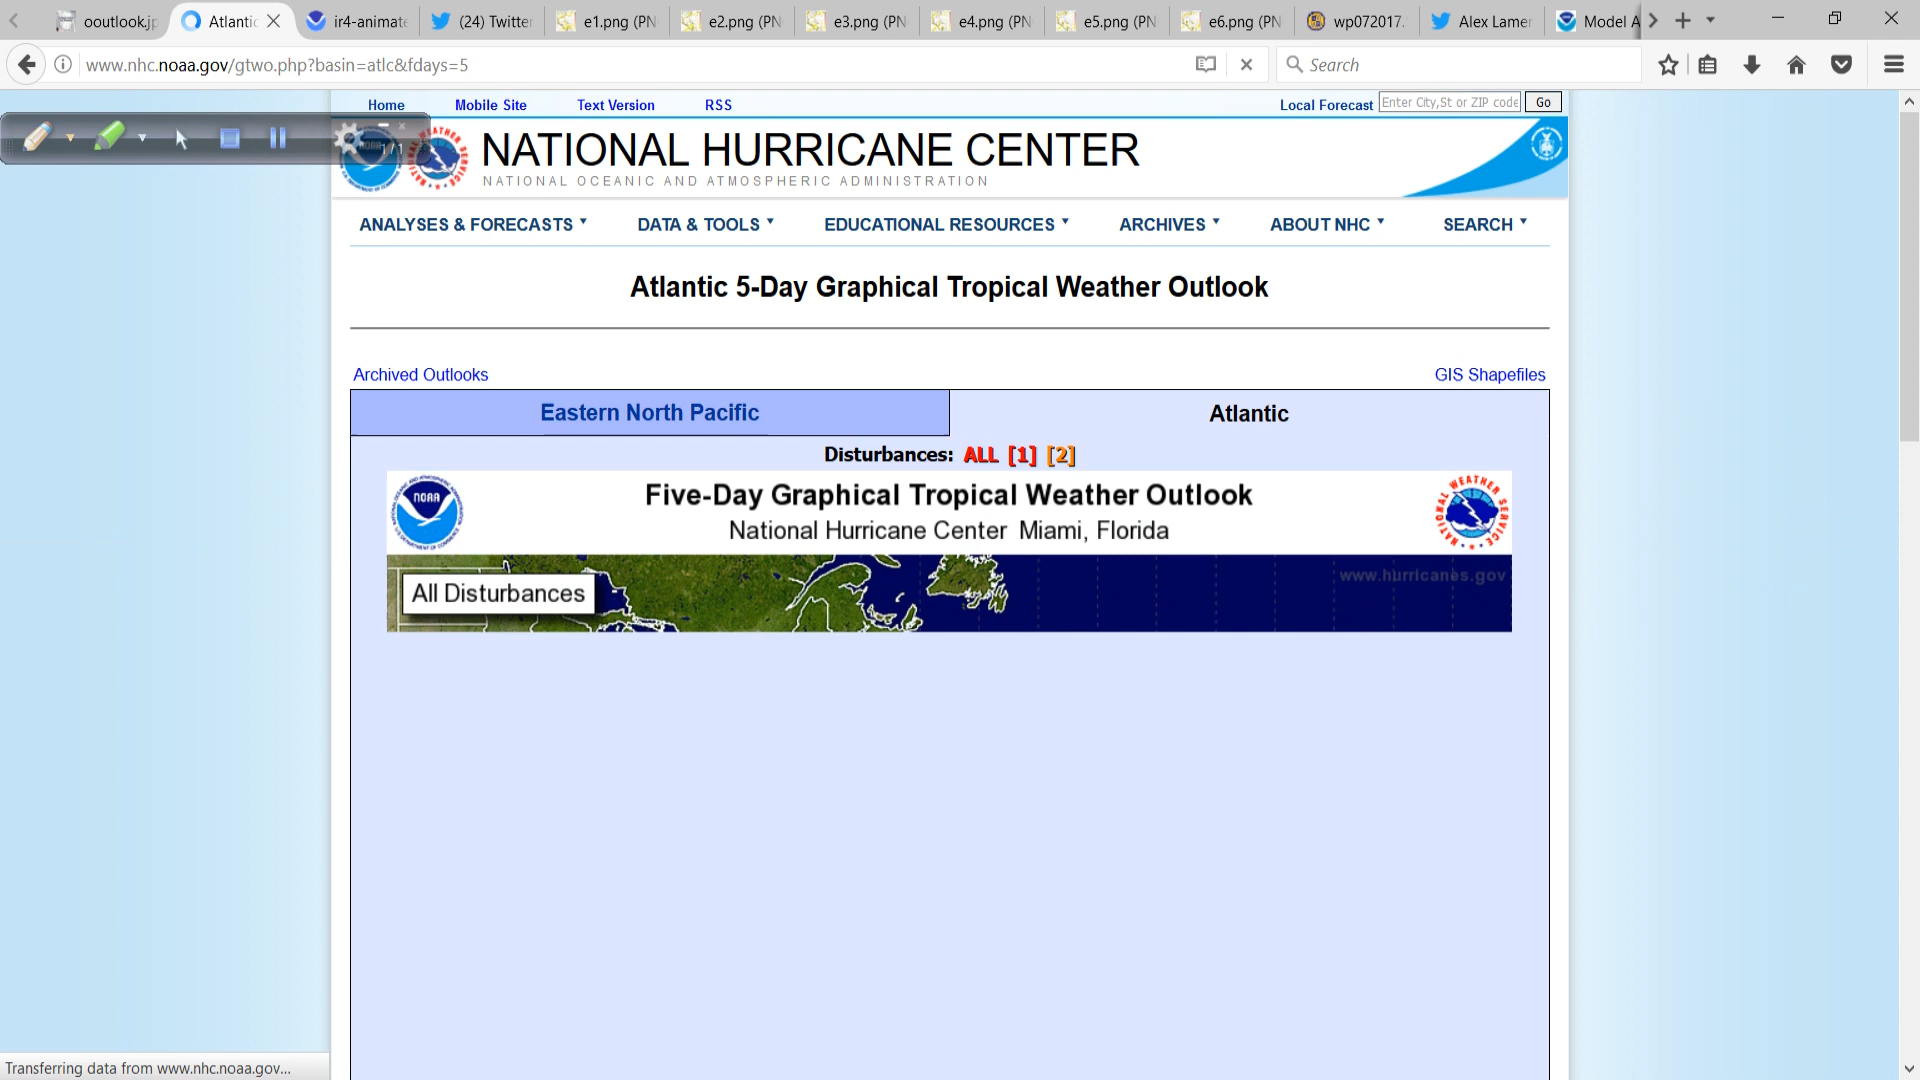 ooutlook.jp
Atlantic
ir4-animate
(24) Twitter
e1.png (PN
e2.png (PN
e3.png (PN
e4.png (PN
e5.png (PN
e6.png (PN
wp072017.
Alex Lamer
Model A
www.nhc.noaa.gov/gtwo.php?basin=atlc&fdays=5
Search
Home Mobile Site Text Version RSS
Local Forecast Enter City,St or ZIP code Go
1 / 1
NATIONAL HURRICANE CENTER
NATIONAL OCEANIC AND ATMOSPHERIC ADMINISTRATION
ANALYSES & FORECASTS DATA & TOOLS EDUCATIONAL RESOURCES ARCHIVES ABOUT NHC SEARCH
Atlantic 5-Day Graphical Tropical Weather Outlook
Archived Outlooks GIS Shapefiles
Eastern North Pacific Atlantic
Disturbances: ALL [1] [2]
NOAA
Five-Day Graphical Tropical Weather Outlook
National Hurricane Center Miami, Florida
All Disturbances
www.hurricanes.gov
Transferring data from www.nhc.noaa.gov...